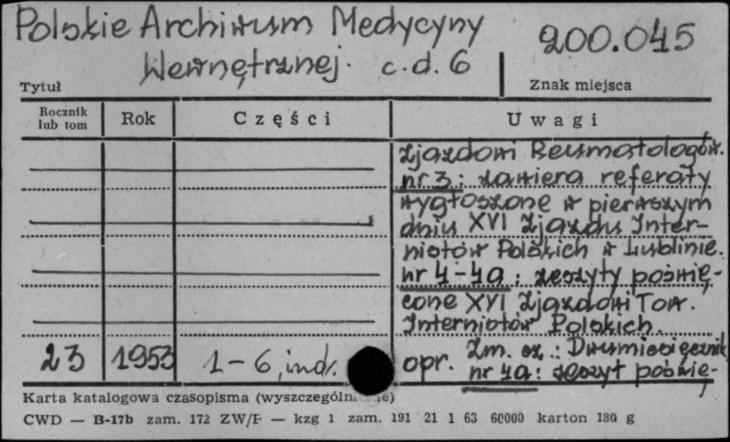 Polskie Archiwum Medycyny
Wewnętrznej. c.d. 6
200.045
Tytuł
Znak miejsca
Rocznik lub tom
Rok
Części
Uwagi
Zjazdowi Reumatologów.
nr 3: zawiera referaty
wygłoszone w pierwszym
dniu XVI Zjazdu Inter-
nistów Polskich w Lublinie.
nr 4-4a: zeszyty poświę-
cone XVI Zjazdowi Tow.
Internistów Polskich.
23 1953 1-6, ind. opr. Zm. cz.: Dwumiesięcznik
nr 4a: zeszyt poświę-
Karta katalogowa czasopisma (wyszczególn e)
CWD — B-17b zam. 172 ZW/F — kzg 1 zam. 191 21 1 63 60000 karton 180 g